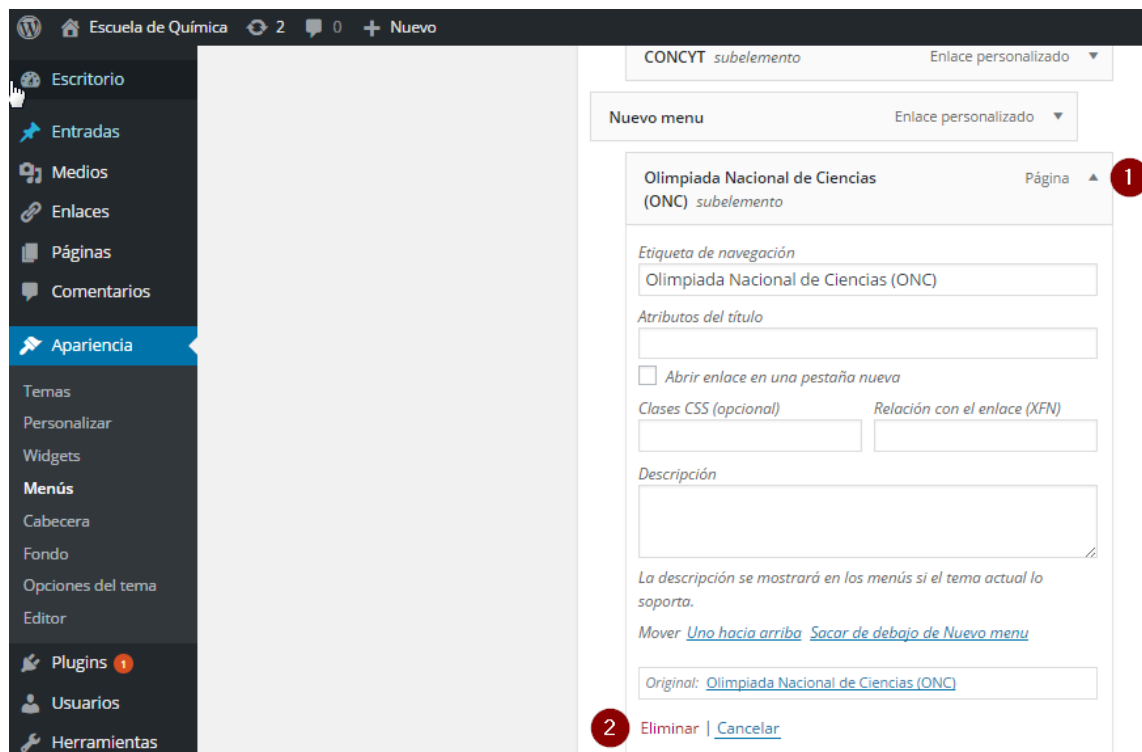 Escuela de Química 2 0 Nuevo
Escritorio
Entradas
Medios
Enlaces
Páginas
Comentarios
Apariencia
Temas
Personalizar
Widgets
Menús
Cabecera
Fondo
Opciones del tema
Editor
Plugins 1
Usuarios
Herramientas
CONCYT subelemento Enlace personalizado
Nuevo menu Enlace personalizado
Olimpiada Nacional de Ciencias Página 1
(ONC) subelemento
Etiqueta de navegación
Olimpiada Nacional de Ciencias (ONC)
Atributos del título
Abrir enlace en una pestaña nueva
Clases CSS (opcional) Relación con el enlace (XFN)
Descripción
La descripción se mostrará en los menús si el tema actual lo
soporta.
Mover Uno hacia arriba Sacar de debajo de Nuevo menu
Original: Olimpiada Nacional de Ciencias (ONC)
2 Eliminar | Cancelar